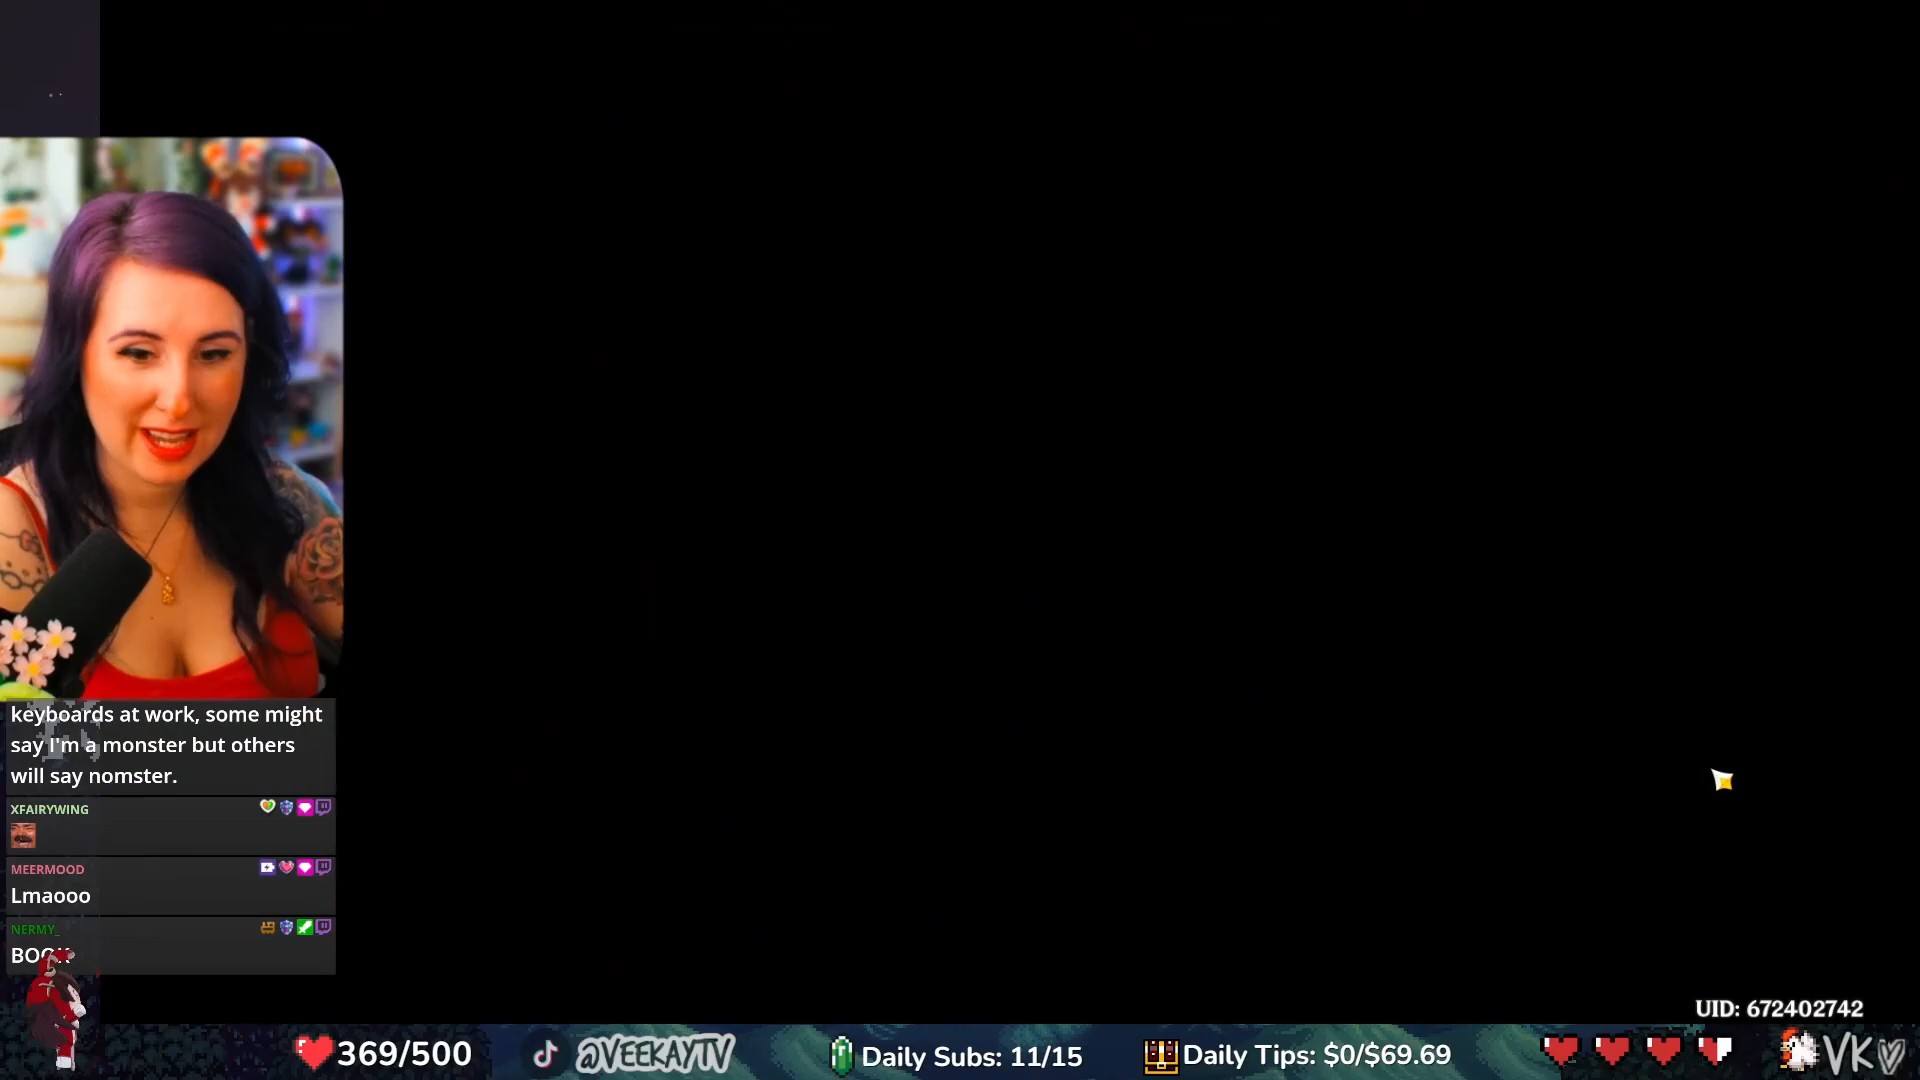 keyboards at work, some might
say I'm a monster but others
will say nomster.
XFAIRYWING
MEERMOOD
Lmaooo
NERMY_
BOOK
UID: 672402742
369/500
@VEEKAYTV
Daily Subs: 11/15
Daily Tips: $0/$69.69
VK